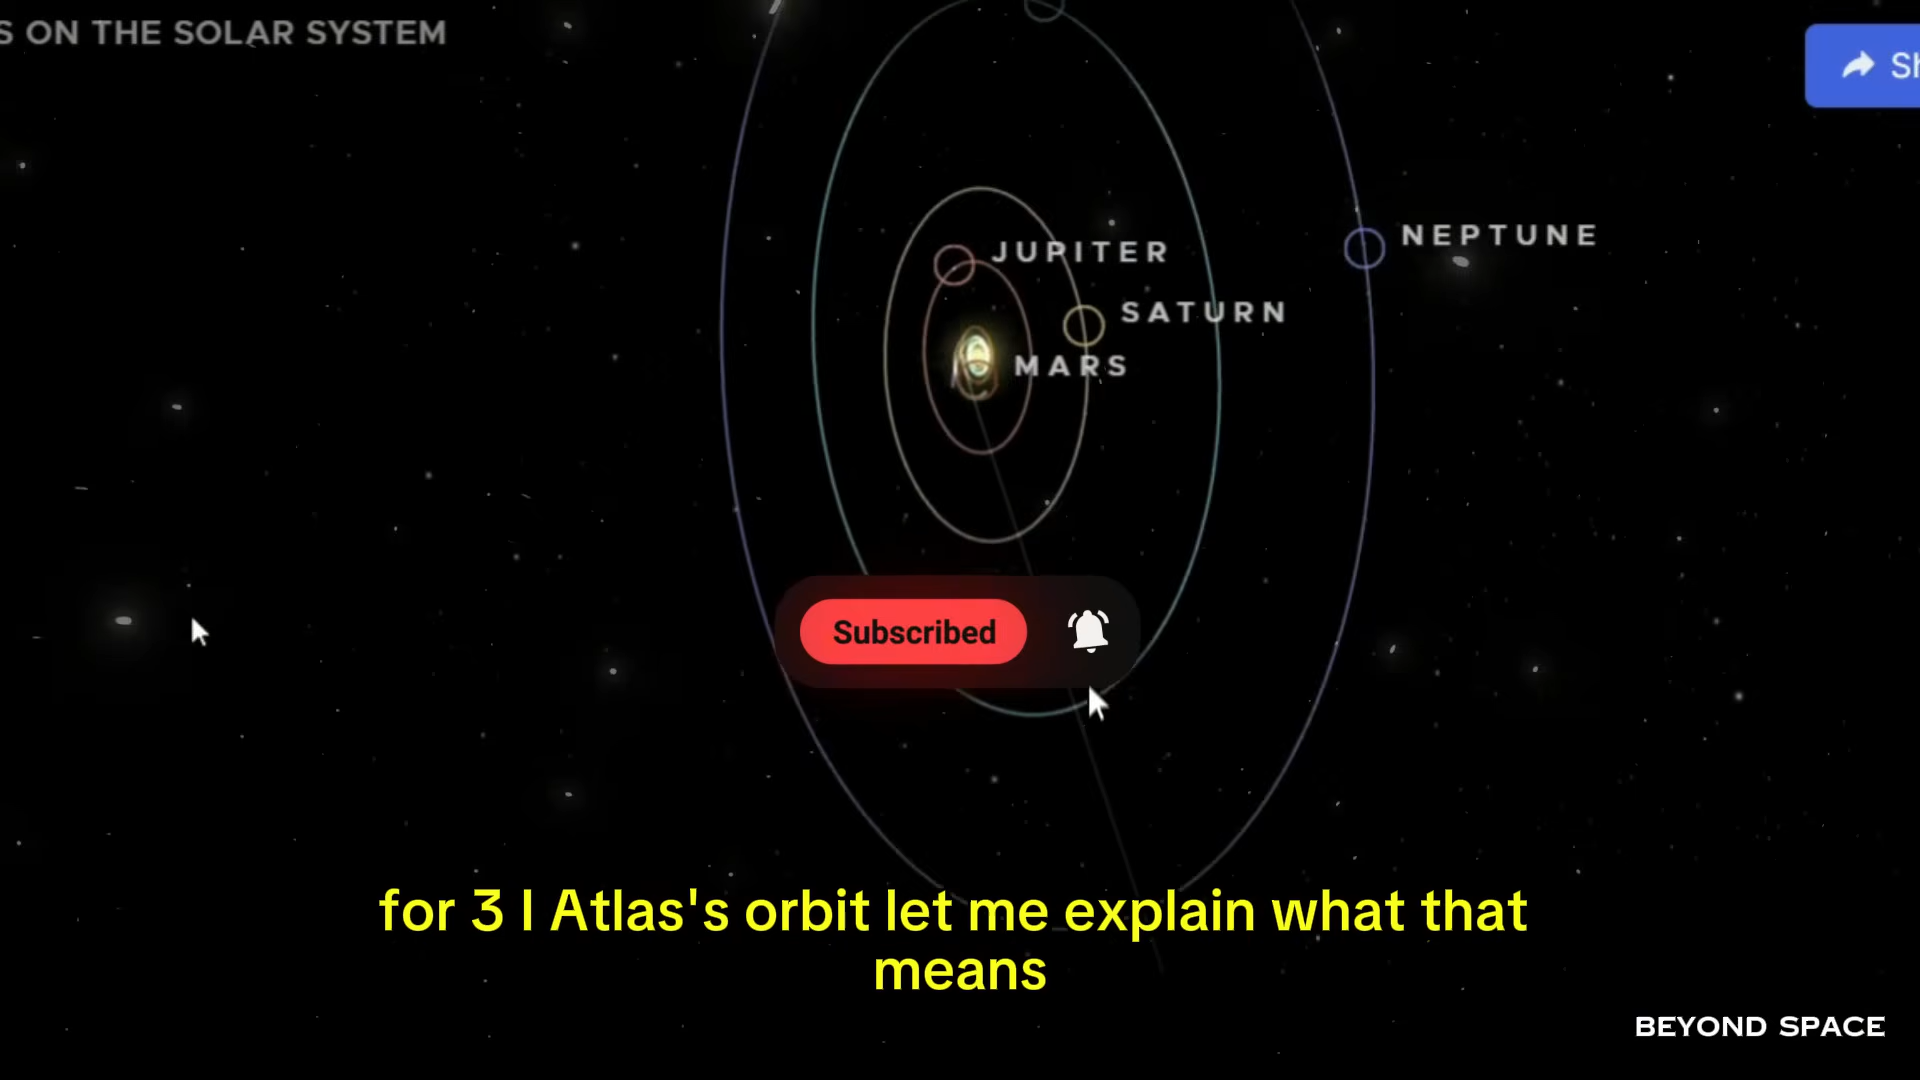 S ON THE SOLAR SYSTEM
Sh
NEPTUNE
JUPITER
SATURN
MARS
Subscribed
for 3 I Atlas's orbit let me explain what that
means
BEYOND SPACE